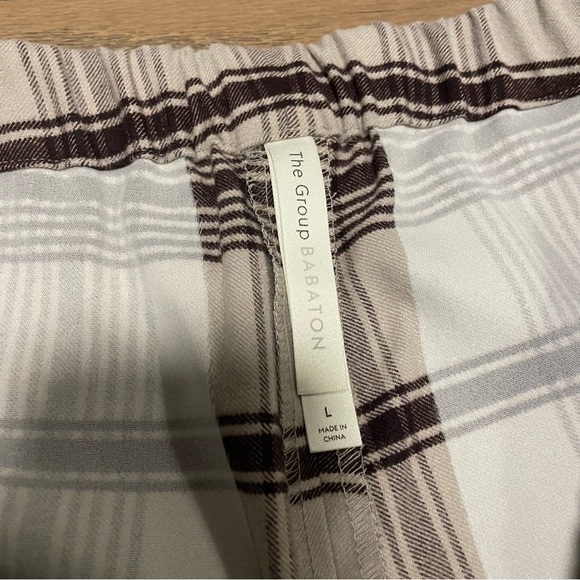 The Group BABATON
L
MADE IN
CHINA